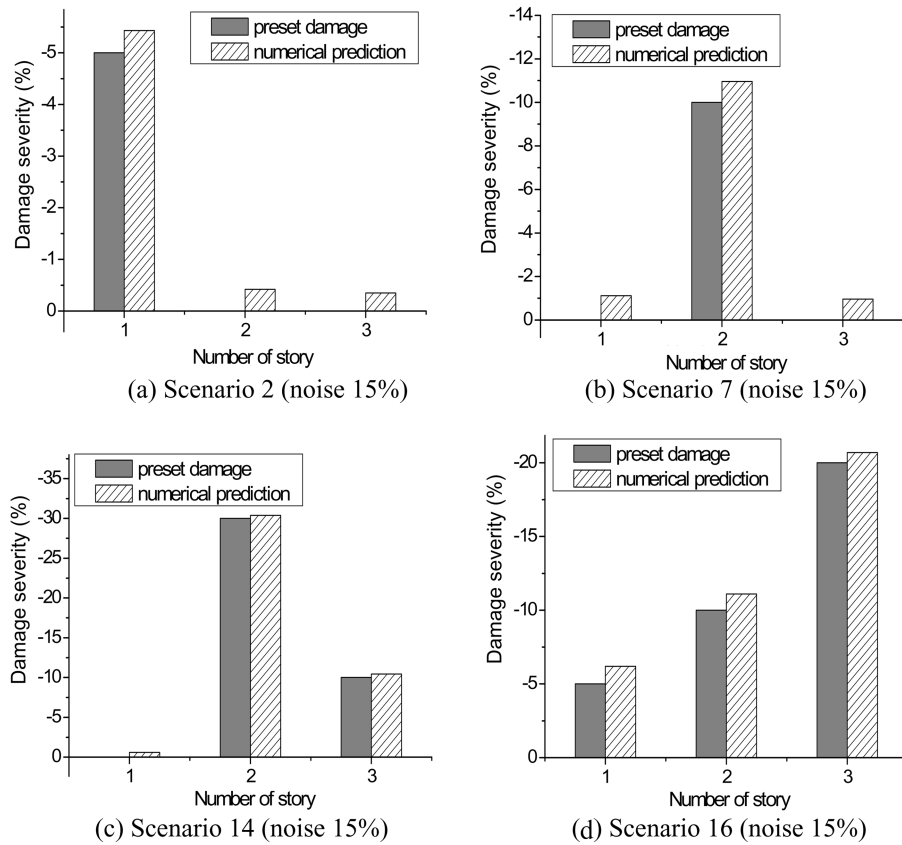 preset damage
numerical prediction
Damage severity (%)
-5
-4
-3
-2
-1
0
1 2 3
Number of story
(a) Scenario 2 (noise 15%)
preset damage
numerical prediction
Damage severity (%)
-14
-12
-10
-8
-6
-4
-2
0
1 2 3
Number of story
(b) Scenario 7 (noise 15%)
preset damage
numerical prediction
Damage severity (%)
-35
-30
-25
-20
-15
-10
-5
0
1 2 3
Number of story
(c) Scenario 14 (noise 15%)
preset damage
numerical prediction
Damage severity (%)
-20
-15
-10
-5
0
1 2 3
Number of story
(d) Scenario 16 (noise 15%)